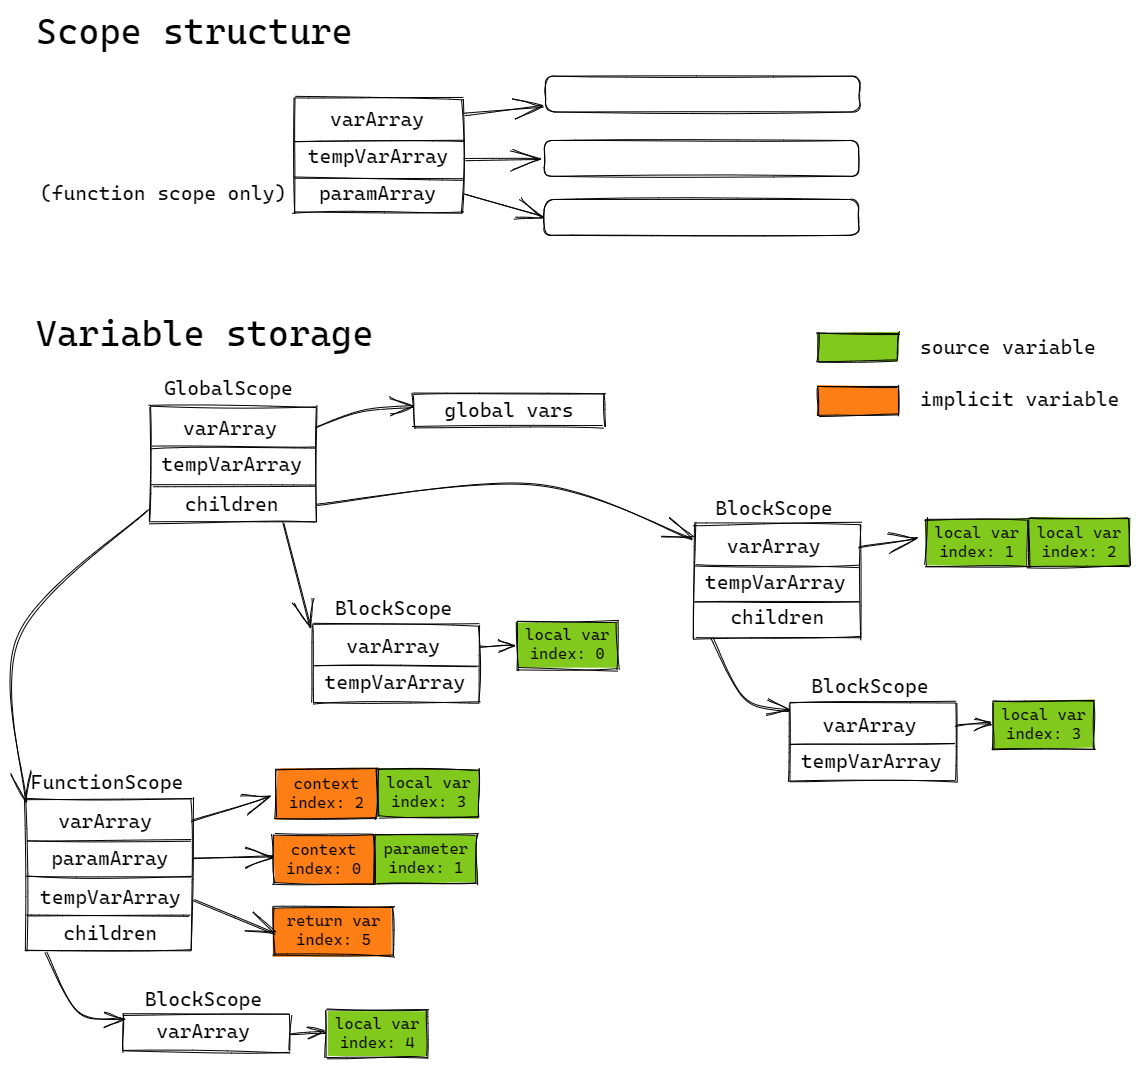 Scope structure
varArray
tempVarArray
(function scope only)
paramArray
Variable storage
source variable
implicit variable
GlobalScope
varArray
tempVarArray
children
global vars
BlockScope
varArray
tempVarArray
children
local var
index: 1
local var
index: 2
BlockScope
varArray
tempVarArray
local var
index: 0
BlockScope
varArray
tempVarArray
local var
index: 3
FunctionScope
varArray
paramArray
tempVarArray
children
context
index: 2
local var
index: 3
context
index: 0
parameter
index: 1
return var
index: 5
BlockScope
varArray
local var
index: 4